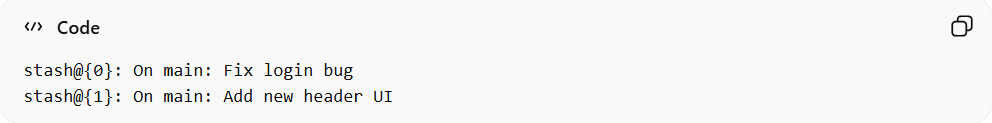 Code
stash@{0}: On main: Fix login bug
stash@{1}: On main: Add new header UI